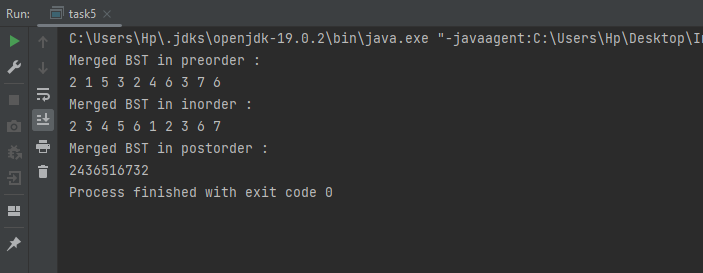 Run: task5
C:\Users\Hp\.jdks\openjdk-19.0.2\bin\java.exe "-javaagent:C:\Users\Hp\Desktop\I
Merged BST in preorder :
2 1 5 3 2 4 6 3 7 6
Merged BST in inorder :
2 3 4 5 6 1 2 3 6 7
Merged BST in postorder :
2436516732
Process finished with exit code 0